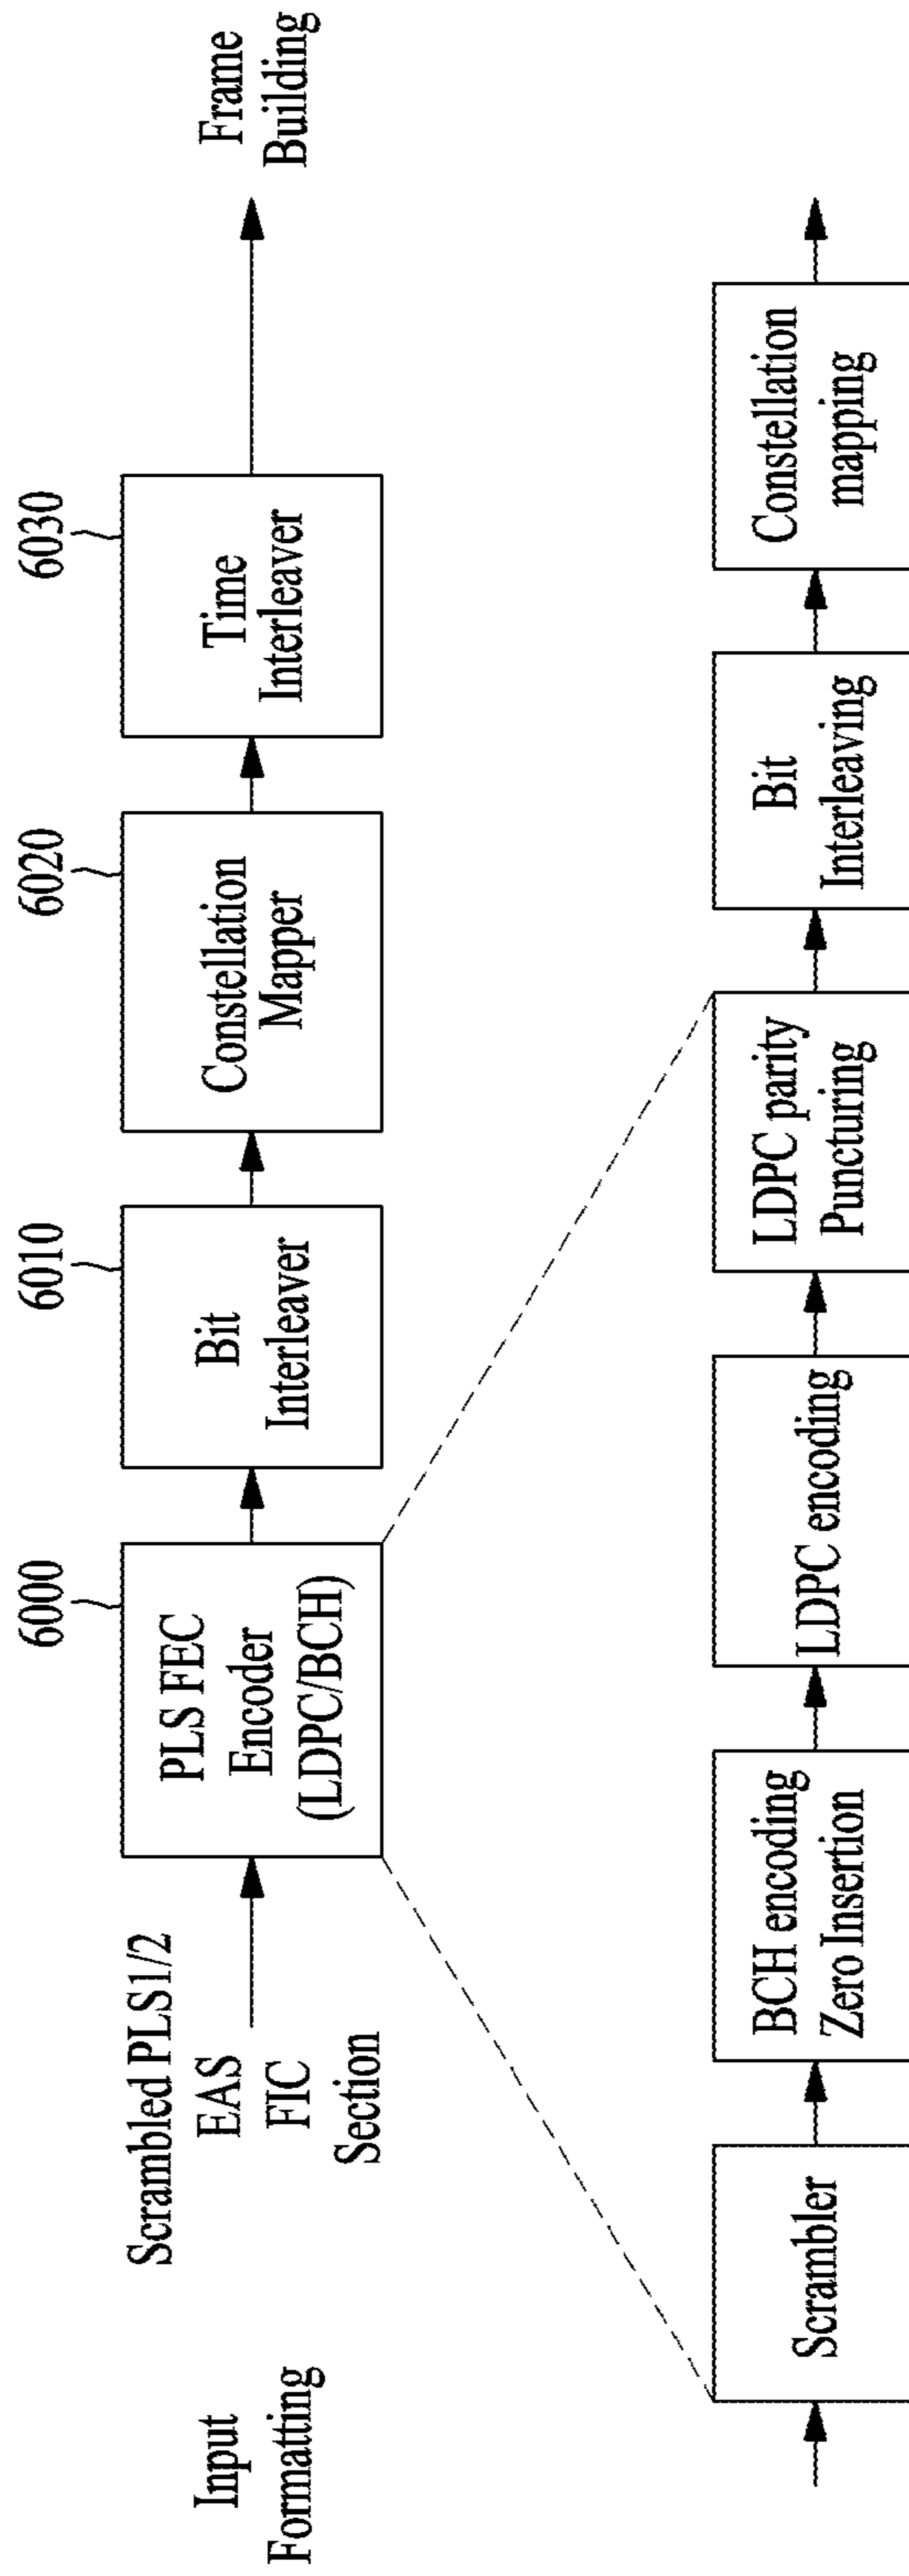 Input
Formatting
Scrambled PLS1/2
EAS
FIC
Section
6000
PLS FEC
Encoder
(LDPC/BCH)
6010
Bit
Interleaver
6020
Constellation
Mapper
6030
Time
Interleaver
Frame
Building
Scrambler
BCH encoding
Zero Insertion
LDPC encoding
LDPC parity
Puncturing
Bit
Interleaving
Constellation
mapping